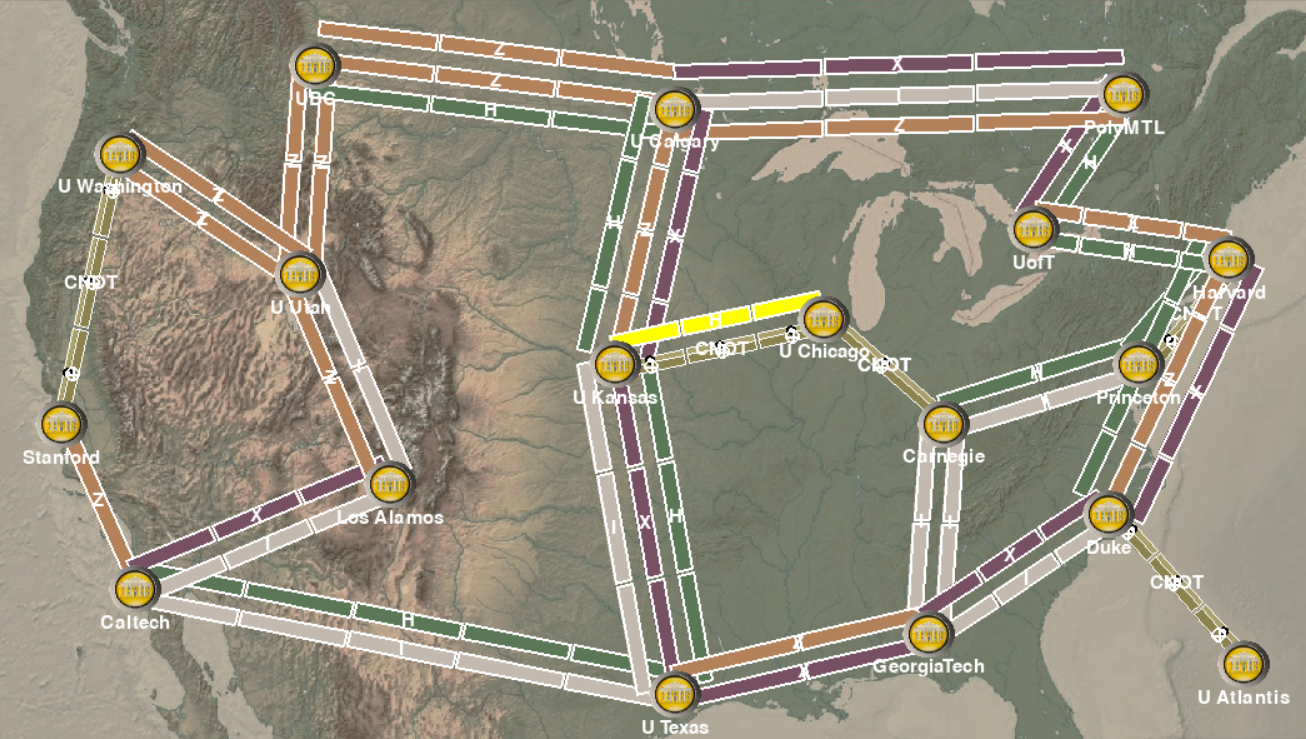 Z
X
Z
UBC
H
U Calgary
Z
PolyMTL
X
H
U Washington
Z
Z
Z
Z
H
Z
X
UofT
Harvard
CNOT
U Utah
CNOT
H
CNOT
U Chicago
CNOT
U Kansas
Princeton
X
Stanford
Carnegie
Z
X
Los Alamos
I
I
X
H
X
I
Duke
CNOT
Caltech
H
I
GeorgiaTech
U Texas
U Atlantis